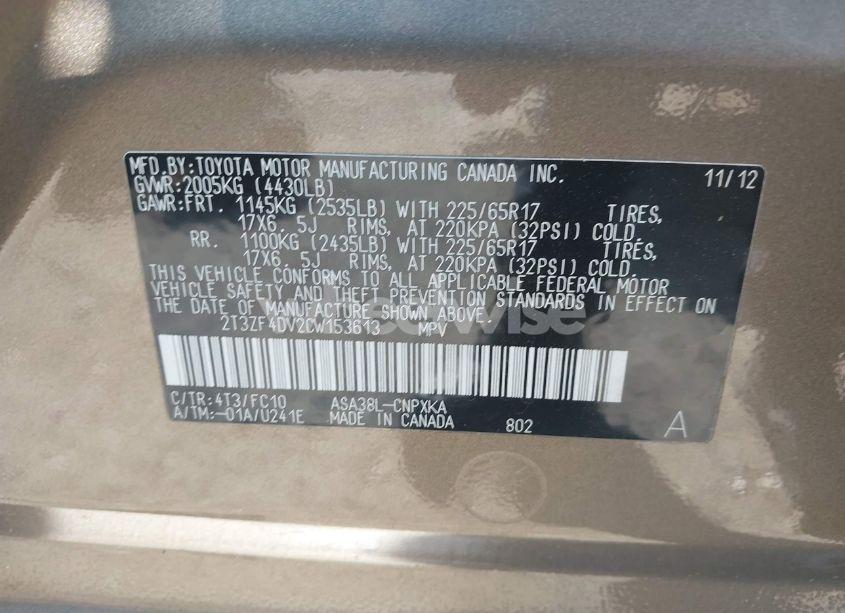 MFD.BY:TOYOTA MOTOR MANUFACTURING CANADA INC. 11/12
GVWR:2005KG (4430LB)
GAWR:FRT. 1145KG (2535LB) WITH 225/65R17 TIRES,
17X6. 5J RIMS, AT 220KPA (32PSI) COLD.
RR. 1100KG (2435LB) WITH 225/65R17 TIRES,
17X6. 5J RIMS, AT 220KPA (32PSI) COLD.
THIS VEHICLE CONFORMS TO ALL APPLICABLE FEDERAL MOTOR
VEHICLE SAFETY AND THEFT PREVENTION STANDARDS IN EFFECT ON
THE DATE OF MANUFACTURE SHOWN ABOVE.
2T3ZF4DV2CW153613 MPV
C/TR:4T3/FC10 ASA38L-CNPXKA
A/TM:-01A/U241E MADE IN CANADA 802 A